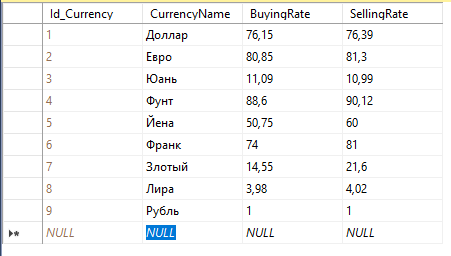 Id_Currency CurrencyName BuyingRate SellingRate
1 Доллар 76,15 76,39
2 Евро 80,85 81,3
3 Юань 11,09 10,99
4 Фунт 88,6 90,12
5 Йена 50,75 60
6 Франк 74 81
7 Злотый 14,55 21,6
8 Лира 3,98 4,02
9 Рубль 1 1
NULL NULL NULL NULL